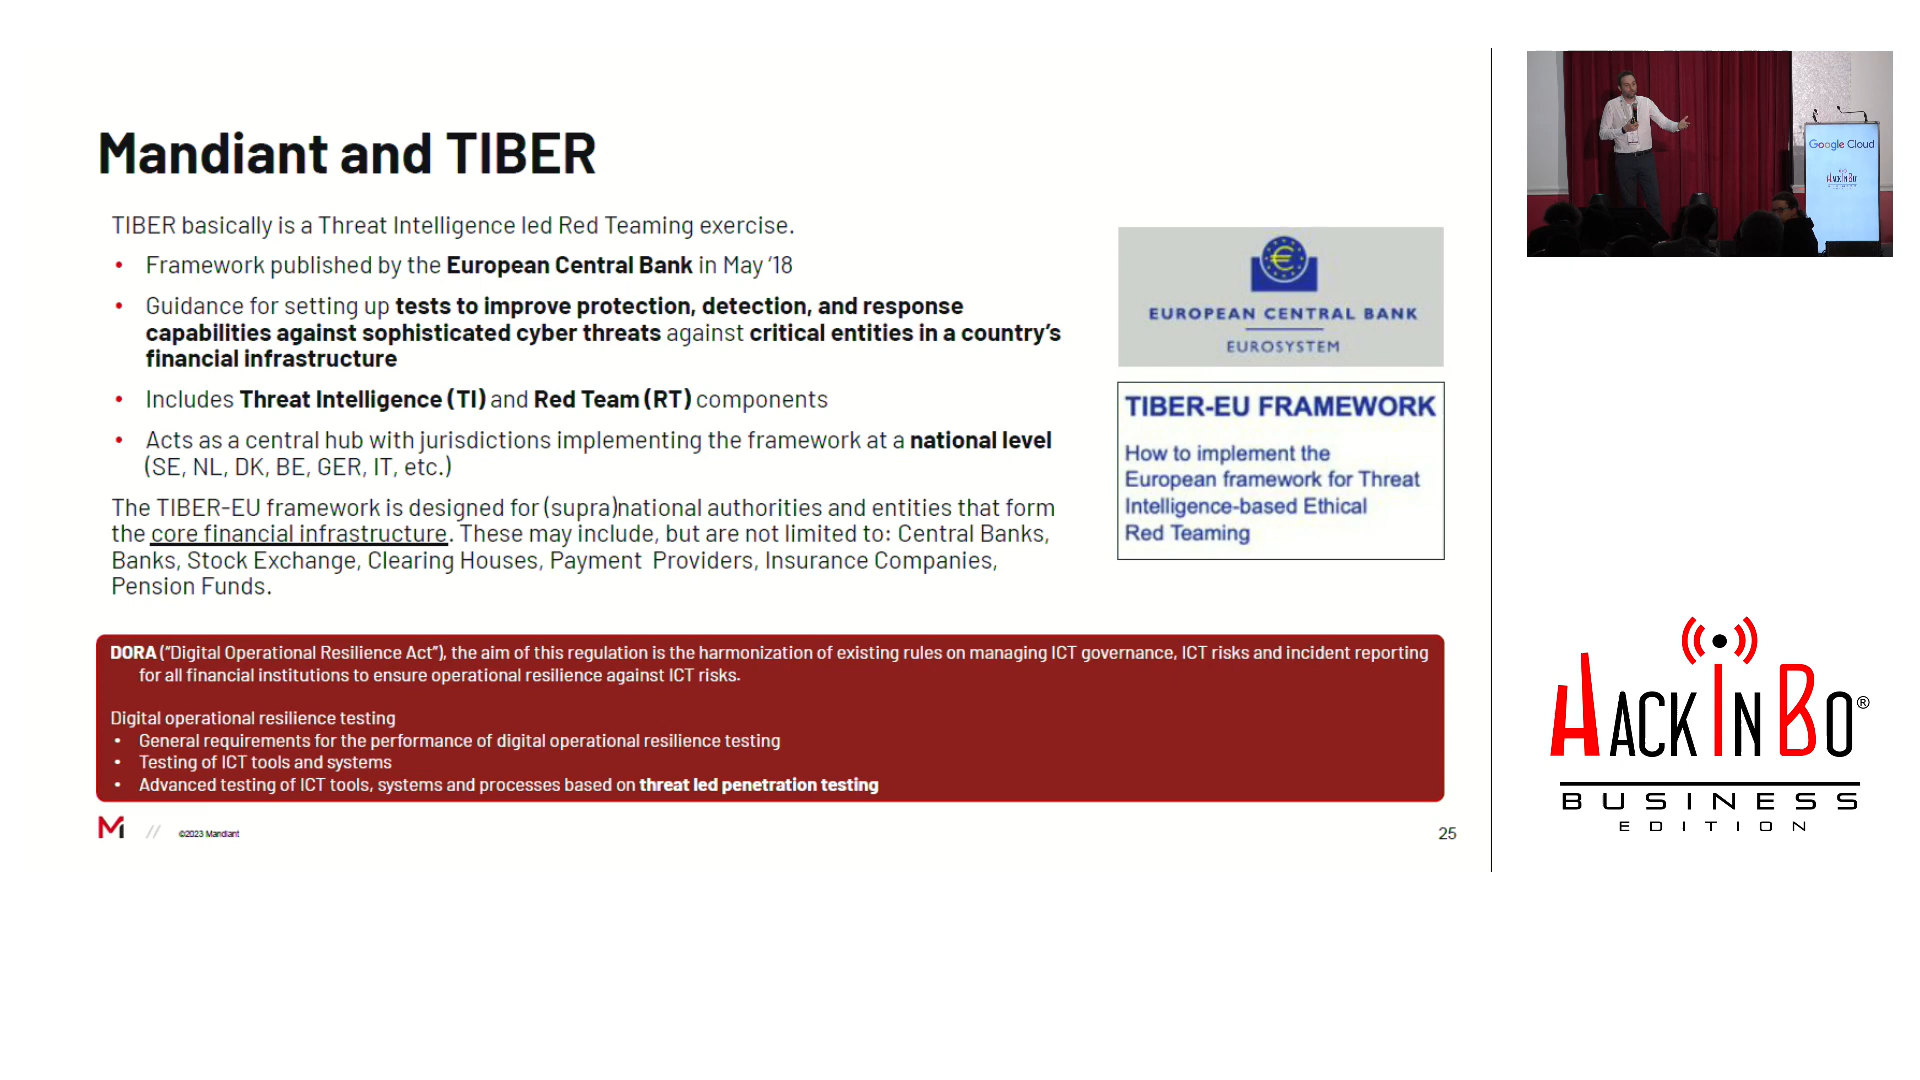 Mandiant and TIBER
TIBER basically is a Threat Intelligence led Red Teaming exercise.
• Framework published by the European Central Bank in May ‘18
• Guidance for setting up tests to improve protection, detection, and response
capabilities against sophisticated cyber threats against critical entities in a country’s
financial infrastructure
• Includes Threat Intelligence (TI) and Red Team (RT) components
• Acts as a central hub with jurisdictions implementing the framework at a national level
(SE, NL, DK, BE, GER, IT, etc.)
The TIBER-EU framework is designed for (supra)national authorities and entities that form
the core financial infrastructure. These may include, but are not limited to: Central Banks,
Banks, Stock Exchange, Clearing Houses, Payment Providers, Insurance Companies,
Pension Funds.
EUROPEAN CENTRAL BANK
EUROSYSTEM
TIBER-EU FRAMEWORK
How to implement the
European framework for Threat
Intelligence-based Ethical
Red Teaming
DORA (“Digital Operational Resilience Act”), the aim of this regulation is the harmonization of existing rules on managing ICT governance, ICT risks and incident reporting
for all financial institutions to ensure operational resilience against ICT risks.
Digital operational resilience testing
• General requirements for the performance of digital operational resilience testing
• Testing of ICT tools and systems
• Advanced testing of ICT tools, systems and processes based on threat led penetration testing
M // ©2023 Mandiant
25
Google Cloud
HACKINBO
HACKINBO®
BUSINESS
EDITION